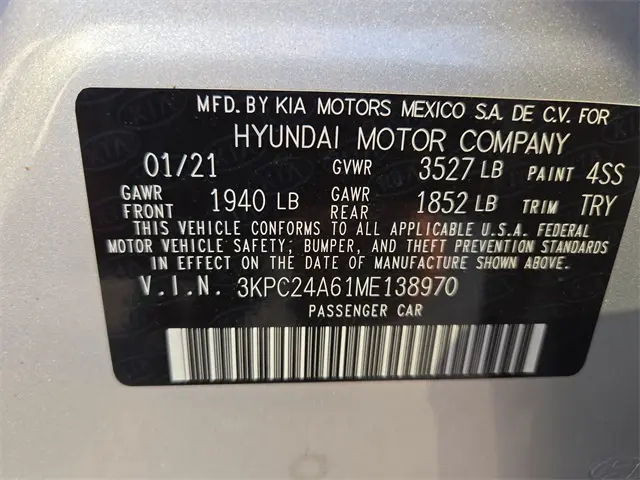 MFD. BY KIA MOTORS MEXICO S.A. DE C.V. FOR
HYUNDAI MOTOR COMPANY
01/21 GVWR 3527 LB PAINT 4SS
GAWR FRONT 1940 LB GAWR REAR 1852 LB TRIM TRY
THIS VEHICLE CONFORMS TO ALL APPLICABLE U.S.A. FEDERAL
MOTOR VEHICLE SAFETY, BUMPER, AND THEFT PREVENTION STANDARDS
IN EFFECT ON THE DATE OF MANUFACTURE SHOWN ABOVE.
V.I.N. 3KPC24A61ME138970
PASSENGER CAR